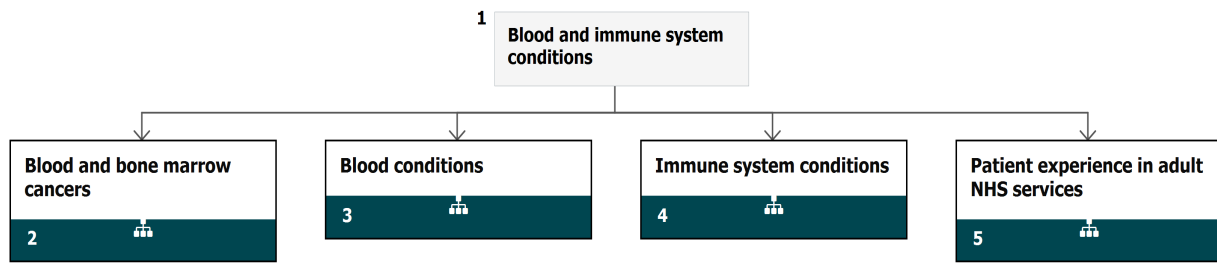 1
Blood and immune system
conditions
Blood and bone marrow
cancers
2
Blood conditions
3
Immune system conditions
4
Patient experience in adult
NHS services
5